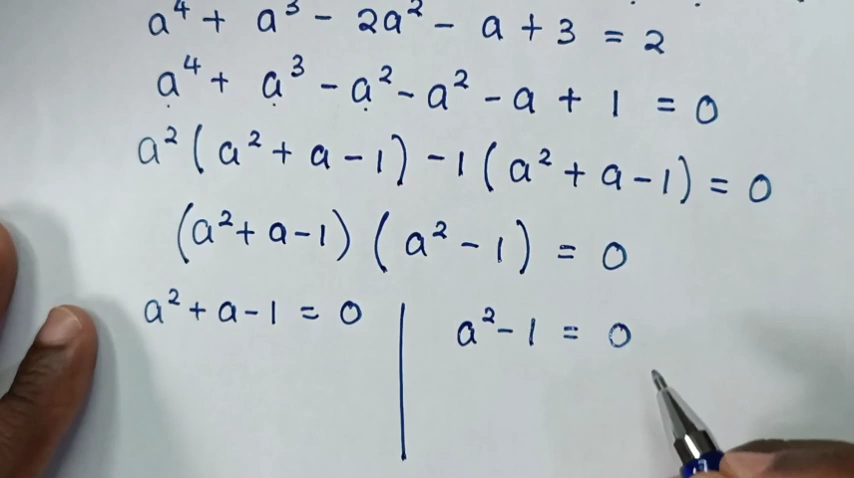 a⁴ + a³ - 2a² - a + 3 = 2
a⁴ + a³ - a² - a² - a + 1 = 0
a² (a² + a - 1) - 1 (a² + a - 1) = 0
(a² + a - 1) (a² - 1) = 0
a² + a - 1 = 0 | a² - 1 = 0